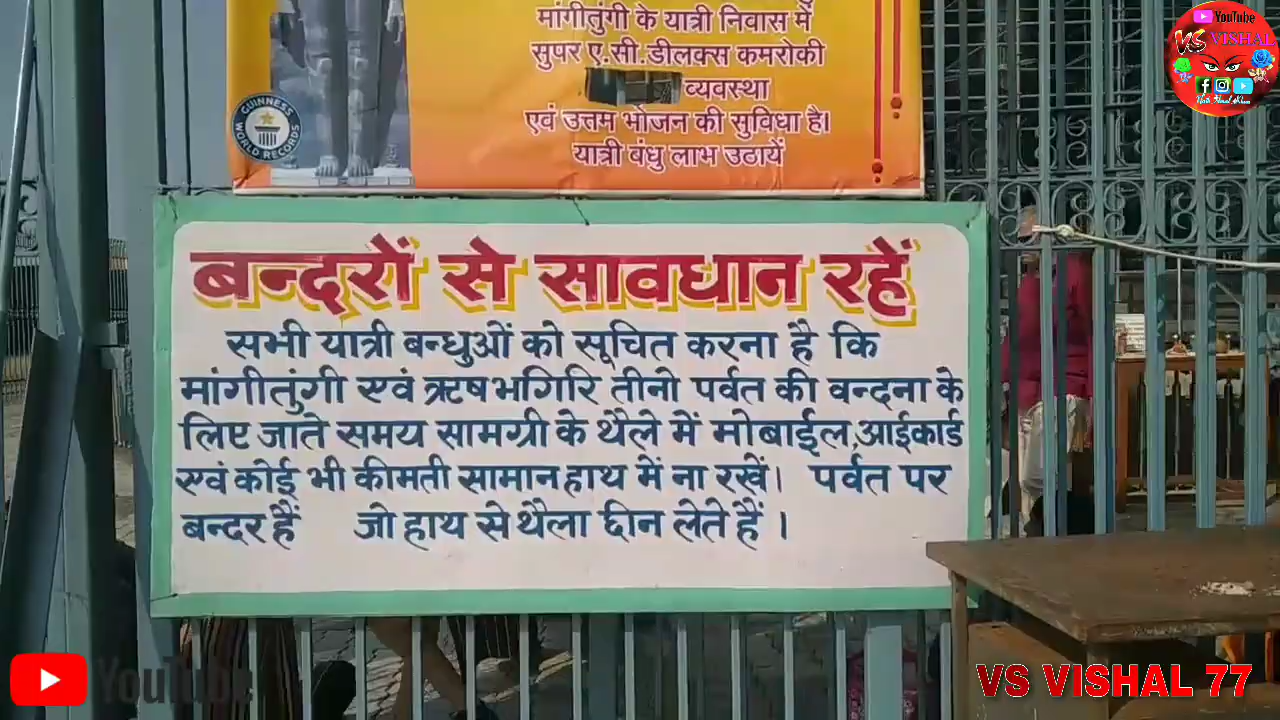 मांगीतुंगी के यात्री निवास में
सुपर ए.सी.डीलक्स कमरोकी
व्यवस्था
एवं उत्तम भोजन की सुविधा है।
यात्री बंधु लाभ उठायें
GUINNESS
WORLD RECORDS
YouTube
VS VISHAL
बन्दरों से सावधान रहें
सभी यात्री बन्धुओं को सूचित करना है कि
मांगीतुंगी एवं ऋषभगिरि तीनो पर्वत की वन्दना के
लिए जाते समय सामग्री के थैले में मोबाईल,आईकार्ड
एवं कोई भी कीमती सामान हाथ में ना रखें। पर्वत पर
बन्दर हैं जो हाथ से थैला छीन लेते हैं ।
YouTube
VS VISHAL 77